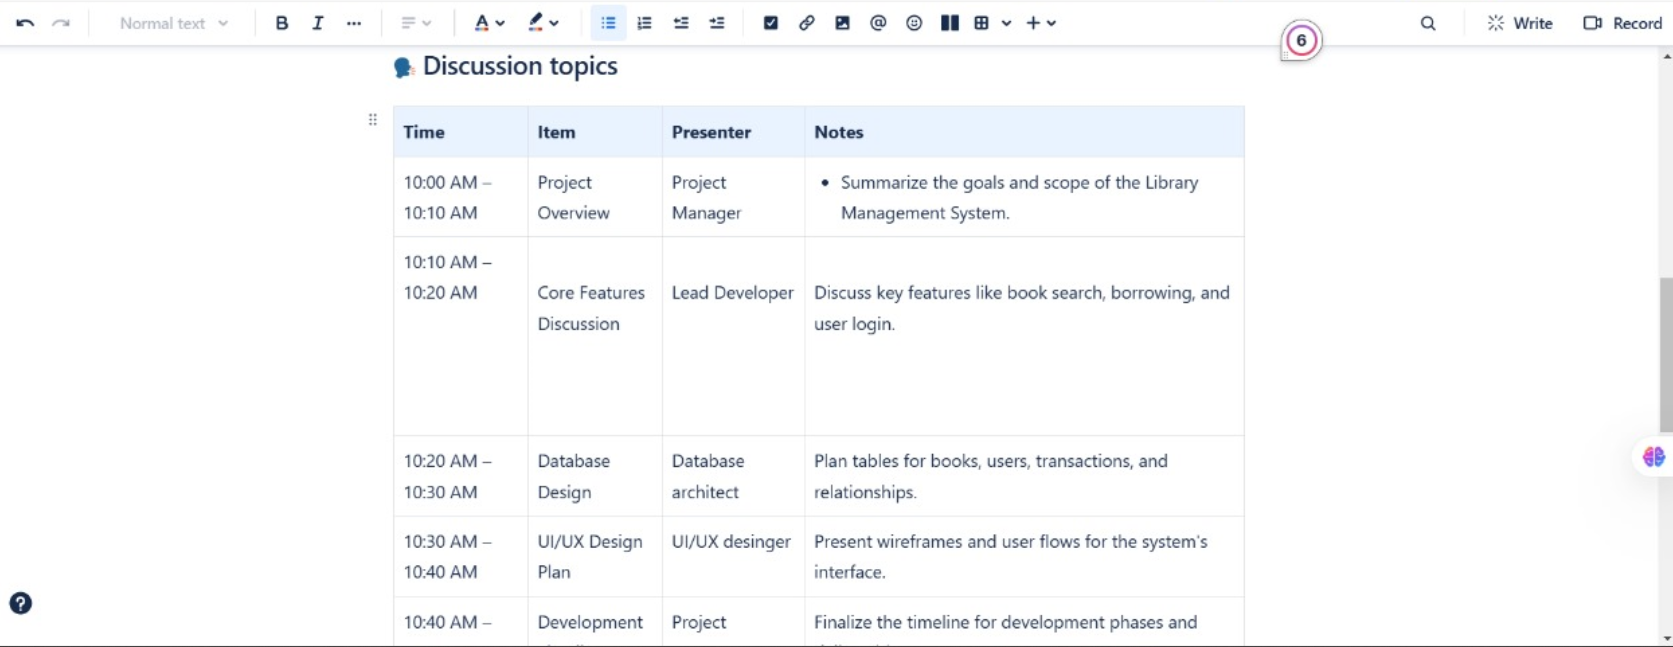 Normal text
B I
A
@
Write
Record
6
Discussion topics
Time Item Presenter Notes
10:00 AM – Project Project • Summarize the goals and scope of the Library
10:10 AM Overview Manager Management System.
10:10 AM –
10:20 AM Core Features Lead Developer Discuss key features like book search, borrowing, and
Discussion user login.
10:20 AM – Database Database Plan tables for books, users, transactions, and
10:30 AM Design architect relationships.
10:30 AM – UI/UX Design UI/UX desinger Present wireframes and user flows for the system's
10:40 AM Plan interface.
10:40 AM – Development Project Finalize the timeline for development phases and
?